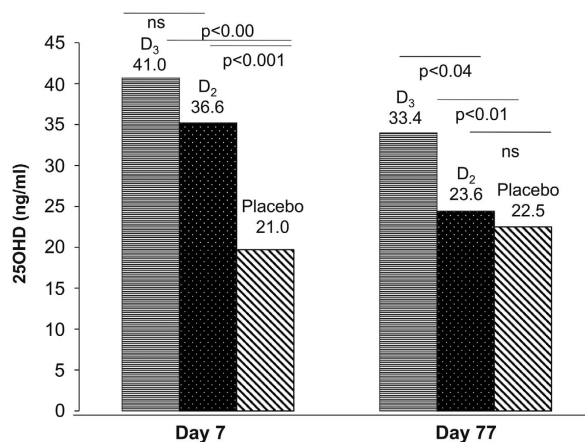 ns
p<0.00
p<0.001
p<0.04
p<0.01
ns
D3
41.0
D2
36.6
Placebo
21.0
D3
33.4
D2
23.6
Placebo
22.5
25OHD (ng/ml)
45
40
35
30
25
20
15
10
5
0
Day 7
Day 77